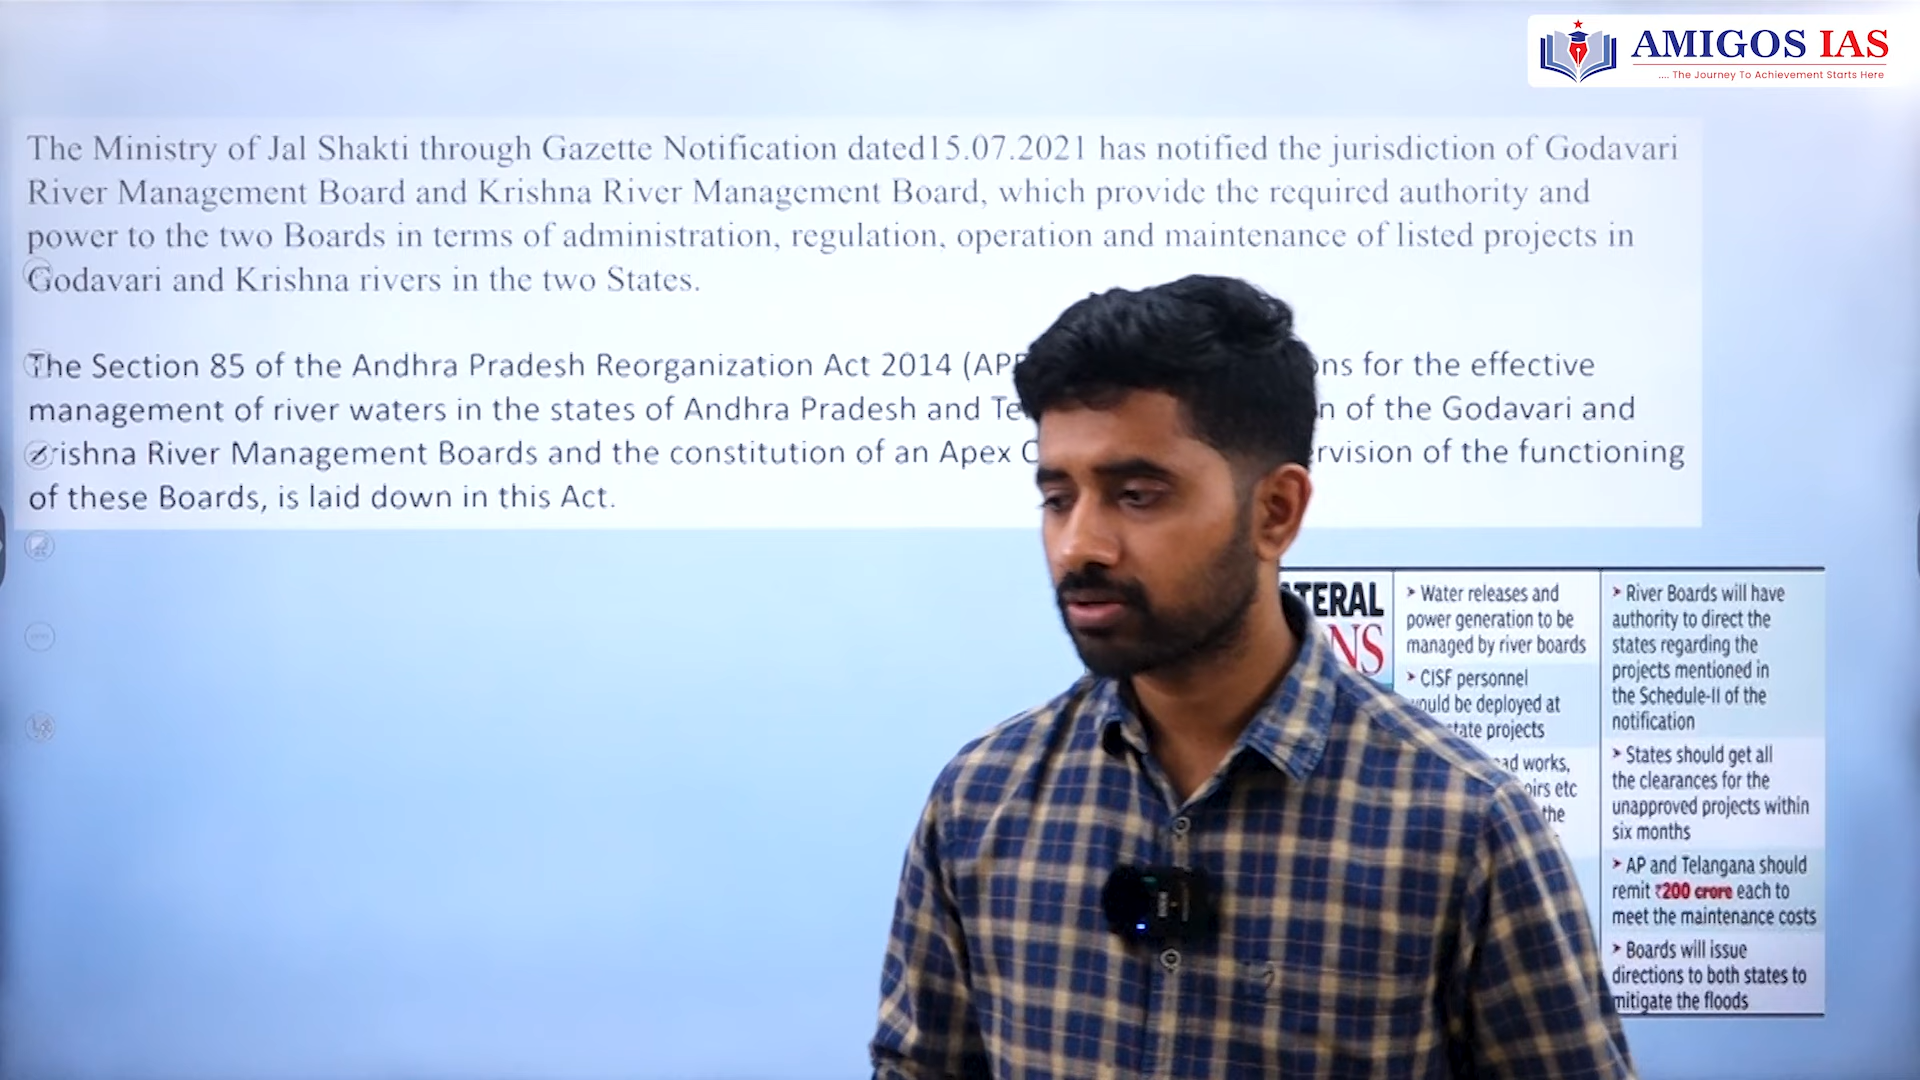 AMIGOS IAS
.... The Journey To Achievement Starts Here
The Ministry of Jal Shakti through Gazette Notification dated15.07.2021 has notified the jurisdiction of Godavari
River Management Board and Krishna River Management Board, which provide the required authority and
power to the two Boards in terms of administration, regulation, operation and maintenance of listed projects in
Godavari and Krishna rivers in the two States.
The Section 85 of the Andhra Pradesh Reorganization Act 2014 for the effective
management of river waters in the states of Andhra Pradesh and of the Godavari and
Krishna River Management Boards and the constitution of an Apex of the functioning
of these Boards, is laid down in this Act.
➤ Water releases and
power generation to be
managed by river boards
➤ CISF personnel
would be deployed at
projects
works,
etc
the
➤ River Boards will have
authority to direct the
states regarding the
projects mentioned in
the Schedule-II of the
notification
➤ States should get all
the clearances for the
unapproved projects within
six months
➤ AP and Telangana should
remit ₹200 crore each to
meet the maintenance costs
➤ Boards will issue
directions to both states to
mitigate the floods